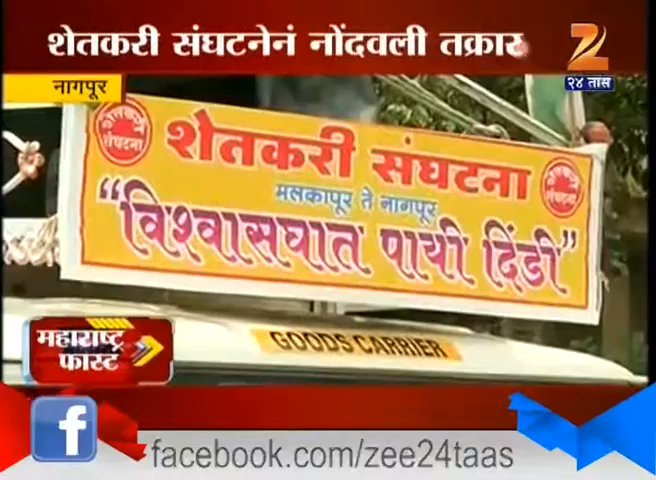 शेतकरी संघटनेनं नोंदवली तक्रार
२४ तास
नागपूर
शेतकरी संघटना
मलकापूर ते नागपूर
"विश्वासघात पायी दिंडी"
GOODS CARRIER
महाराष्ट्र
फास्ट
f facebook.com/zee24taas